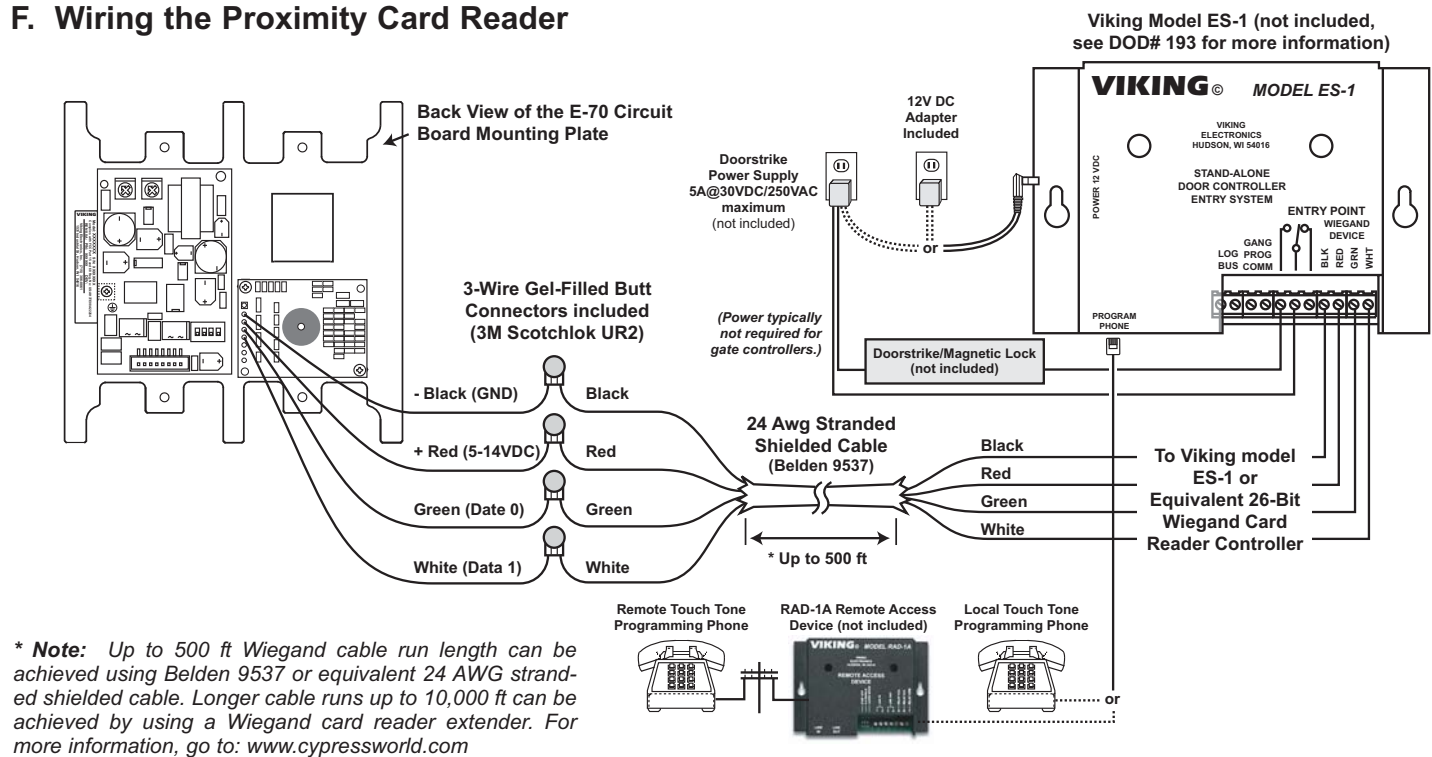 F. Wiring the Proximity Card Reader
Viking Model ES-1 (not included,
see DOD# 193 for more information)
Back View of the E-70 Circuit
Board Mounting Plate
12V DC
Adapter
Included
Doorstrike
Power Supply
5A@30VDC/250VAC
maximum
(not included)
or
VIKING © MODEL ES-1
VIKING
ELECTRONICS
HUDSON, WI 54016
POWER 12 VDC
STAND-ALONE
DOOR CONTROLLER
ENTRY SYSTEM
ENTRY POINT
WIEGAND
DEVICE
GANG
LOG PROG
BUS COMM
BLK
RED
GRN
WHT
PROGRAM
PHONE
VIKING
3-Wire Gel-Filled Butt
Connectors included
(3M Scotchlok UR2)
(Power typically
not required for
gate controllers.)
Doorstrike/Magnetic Lock
(not included)
- Black (GND)
Black
+ Red (5-14VDC)
Red
Green (Date 0)
Green
White (Data 1)
White
24 Awg Stranded
Shielded Cable
(Belden 9537)
* Up to 500 ft
Black
Red
Green
White
To Viking model
ES-1 or
Equivalent 26-Bit
Wiegand Card
Reader Controller
Remote Touch Tone
Programming Phone
RAD-1A Remote Access
Device (not included)
Local Touch Tone
Programming Phone
VIKING® MODEL RAD-1A
REMOTE ACCESS
DEVICE
or
* Note: Up to 500 ft Wiegand cable run length can be
achieved using Belden 9537 or equivalent 24 AWG strand-
ed shielded cable. Longer cable runs up to 10,000 ft can be
achieved by using a Wiegand card reader extender. For
more information, go to: www.cypressworld.com